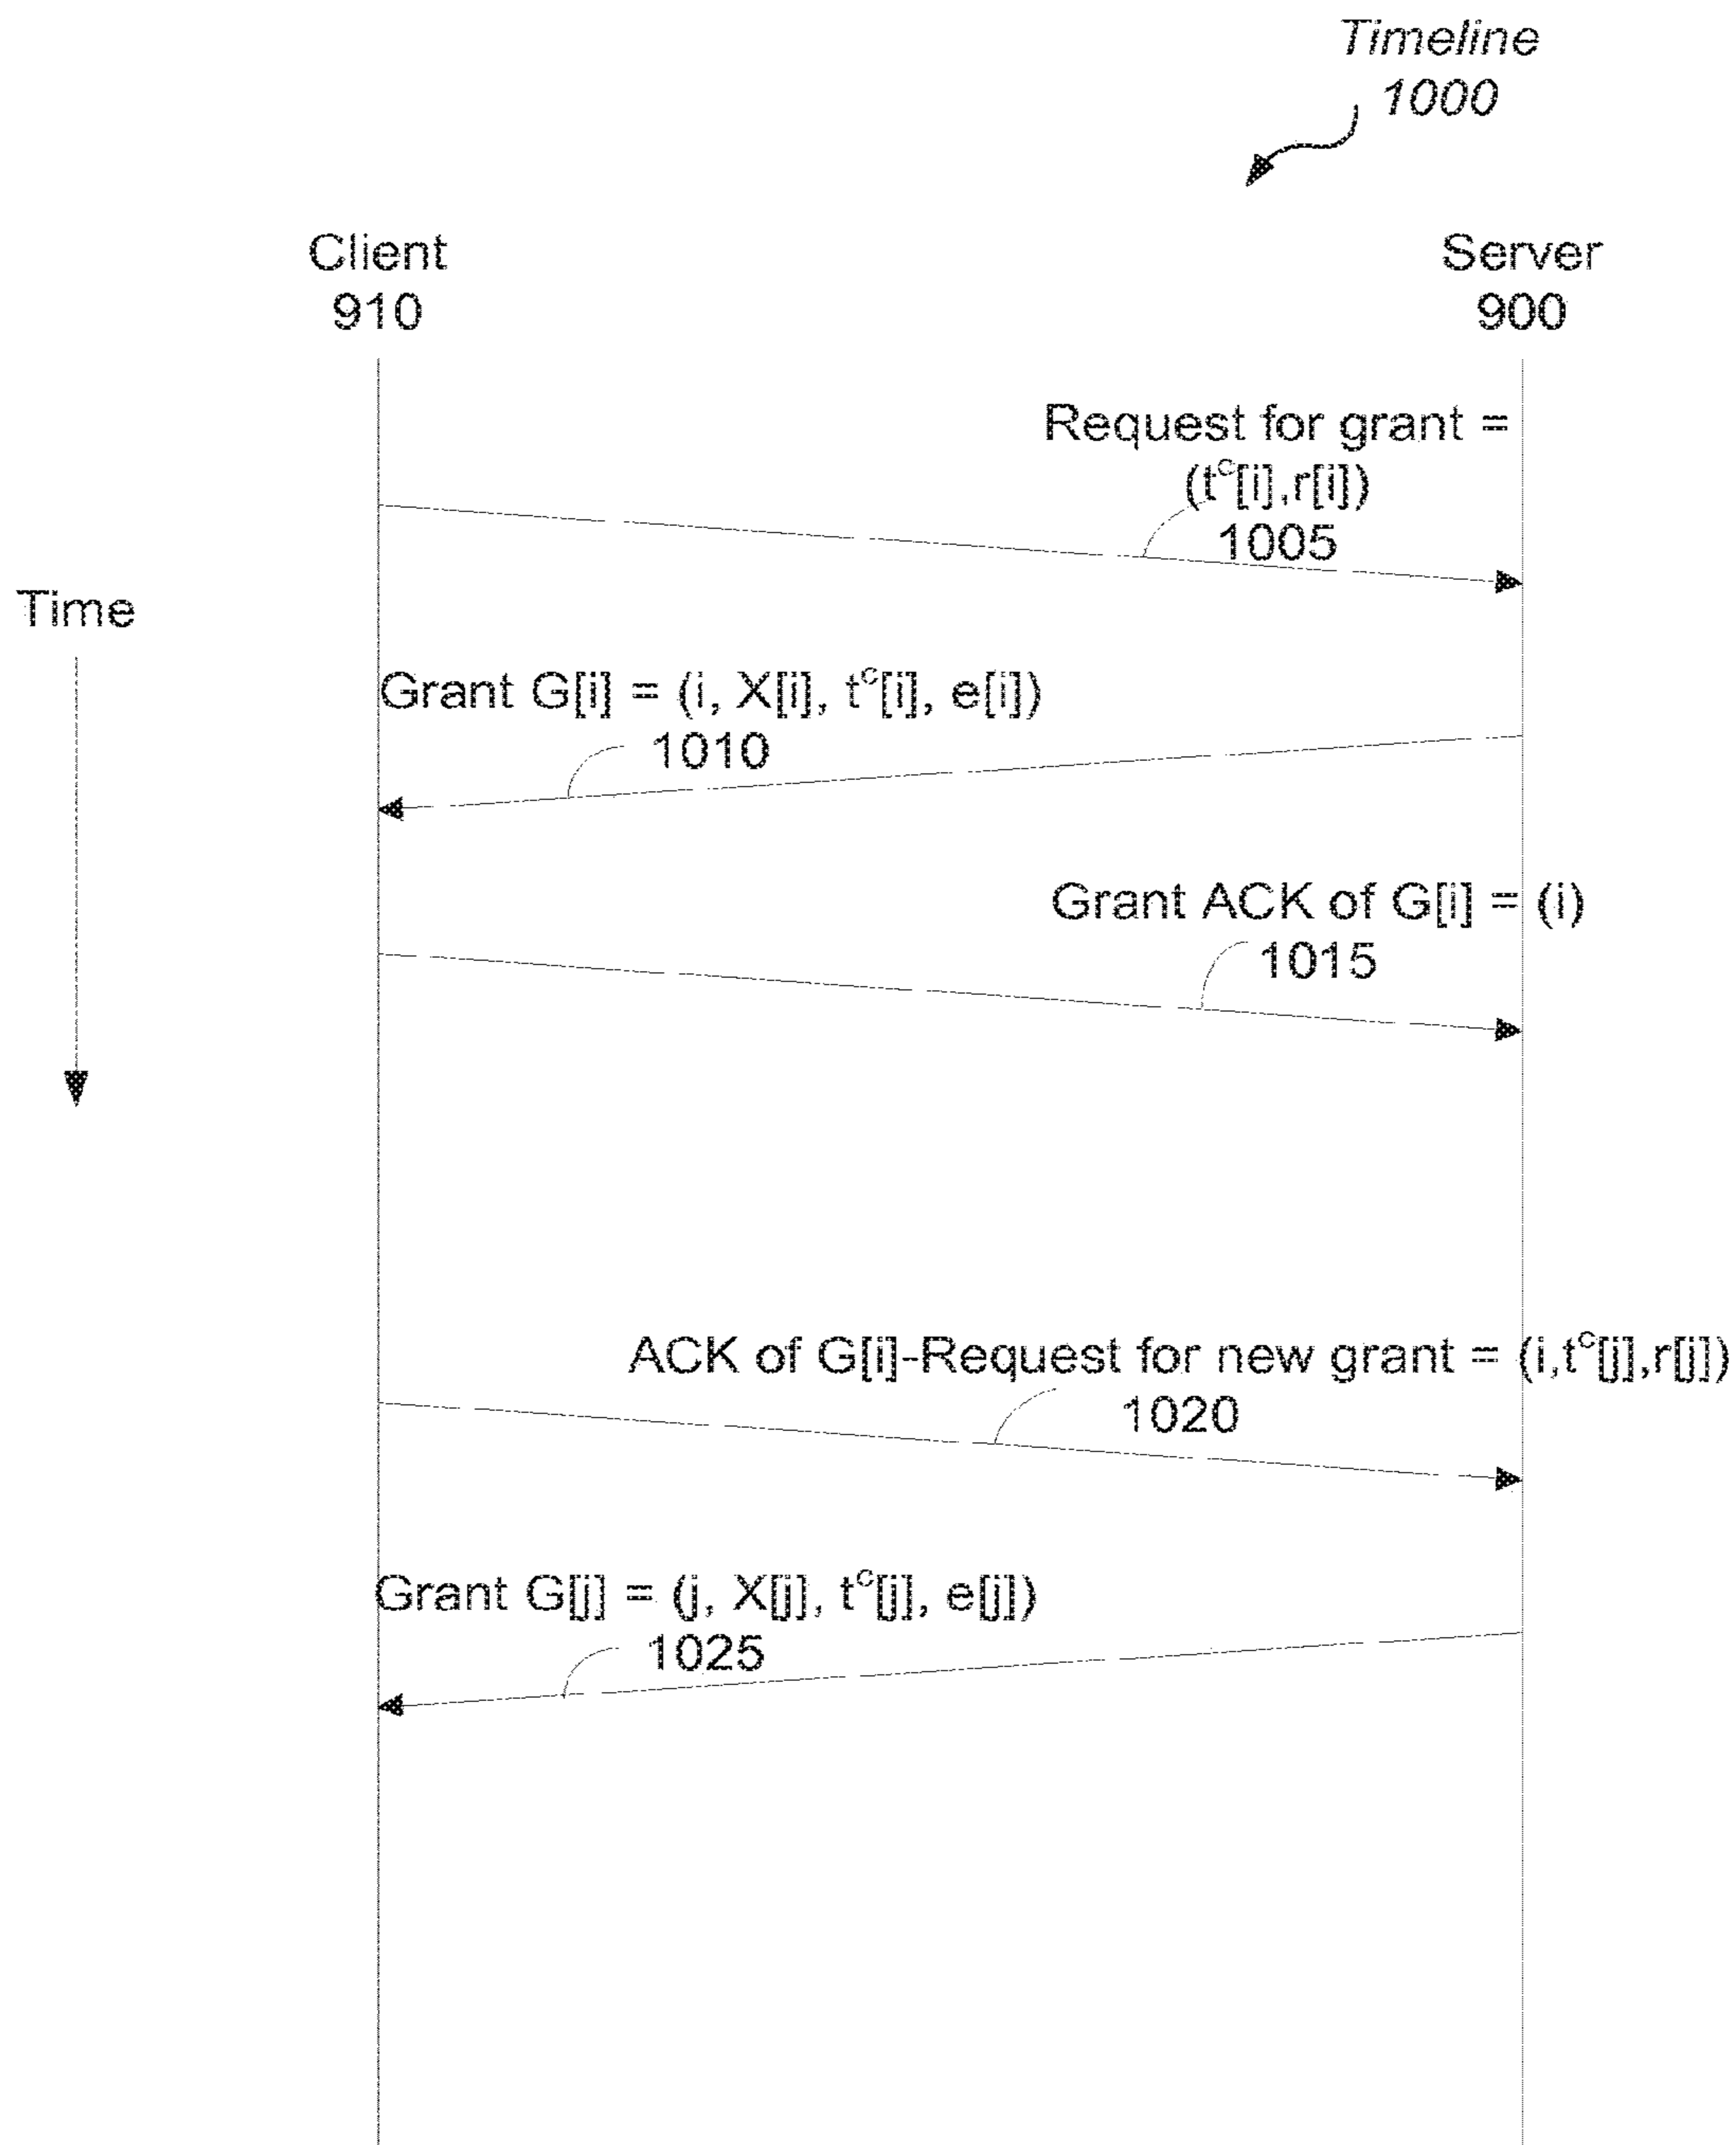 Timeline
1000
Client
910
Server
900
Request for grant =
(t^c[i],r[i])
1005
Time
Grant G[i] = (i, X[i], t^c[i], e[i])
1010
Grant ACK of G[i] = (i)
1015
ACK of G[i]-Request for new grant = (i,t^c[j],r[j])
1020
Grant G[j] = (j, X[j], t^c[j], e[j])
1025